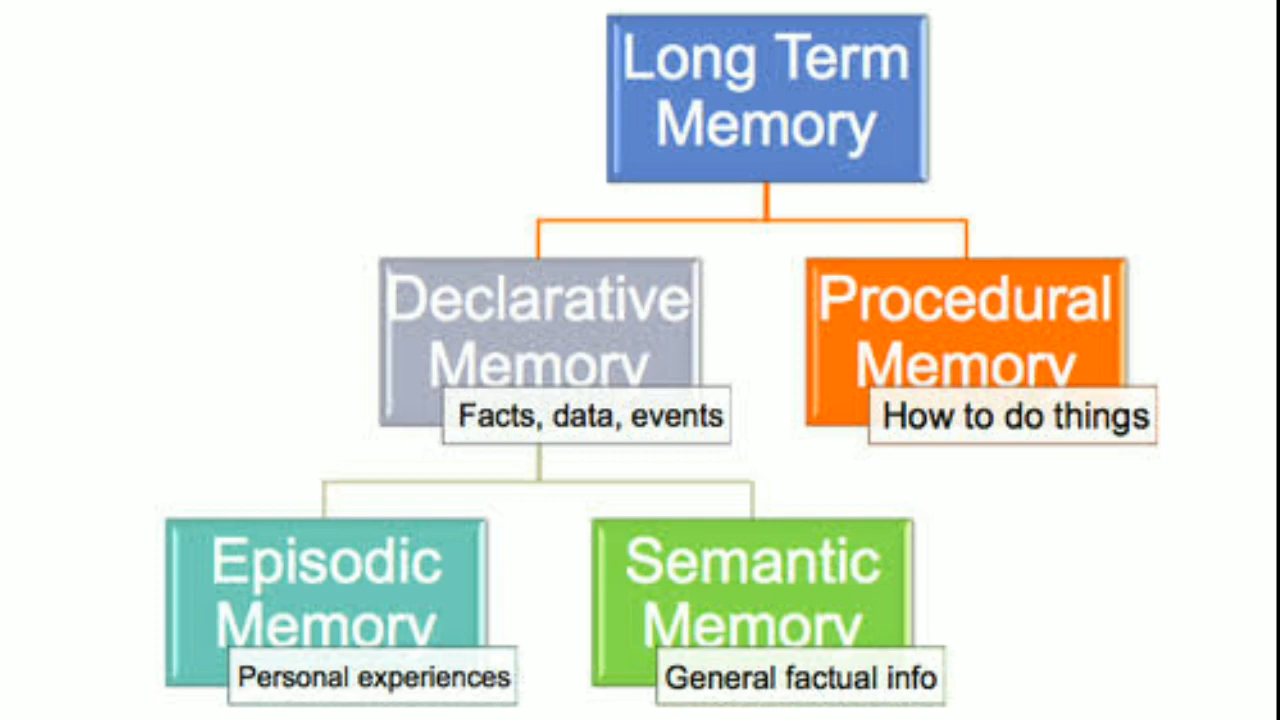 Long Term
Memory
Declarative
Memory
Facts, data, events
Procedural
Memory
How to do things
Episodic
Memory
Personal experiences
Semantic
Memory
General factual info